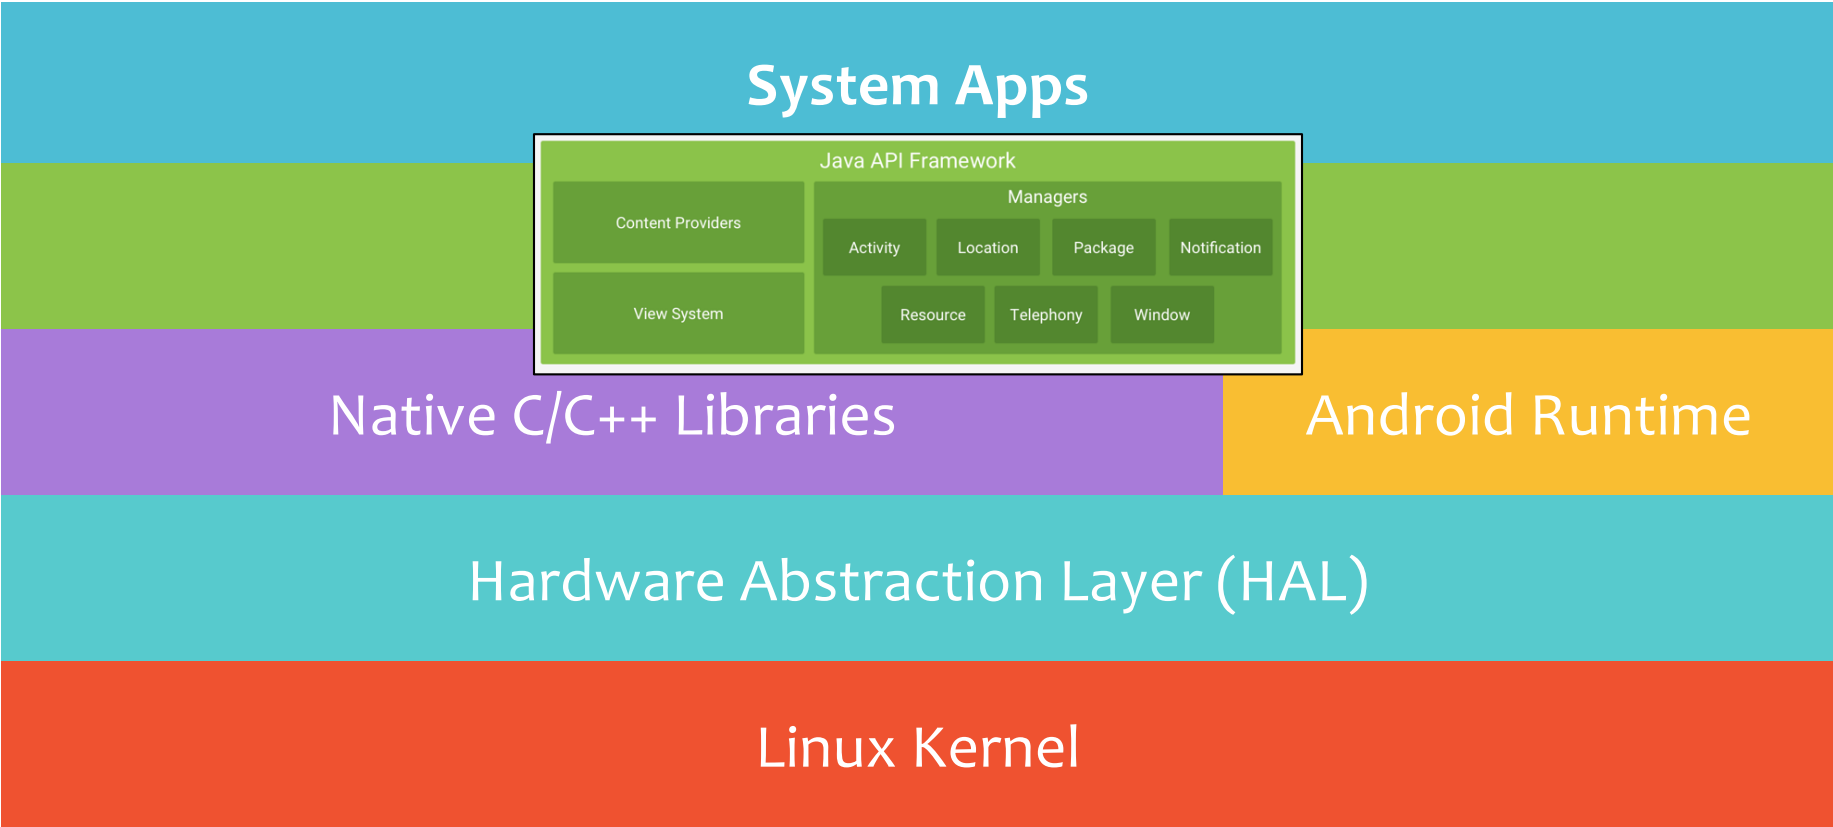 System Apps
Java API Framework
Content Providers
View System
Managers
Activity
Location
Package
Notification
Resource
Telephony
Window
Native C/C++ Libraries
Android Runtime
Hardware Abstraction Layer (HAL)
Linux Kernel